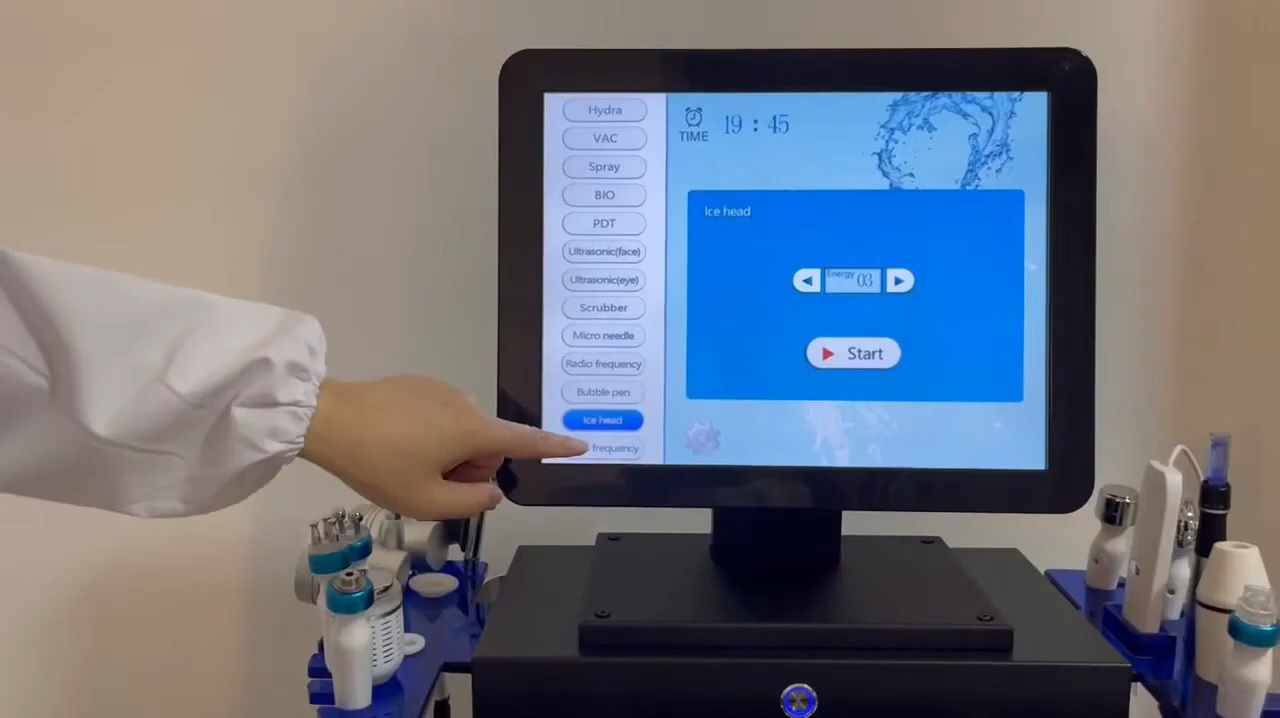 Hydra
VAC
Spray
BIO
PDT
Ultrasonic(face)
Ultrasonic(eye)
Scrubber
Micro needle
Radio frequency
Bubble pen
Ice head
frequency
TIME 19 : 45
Ice head
Energy 03
Start